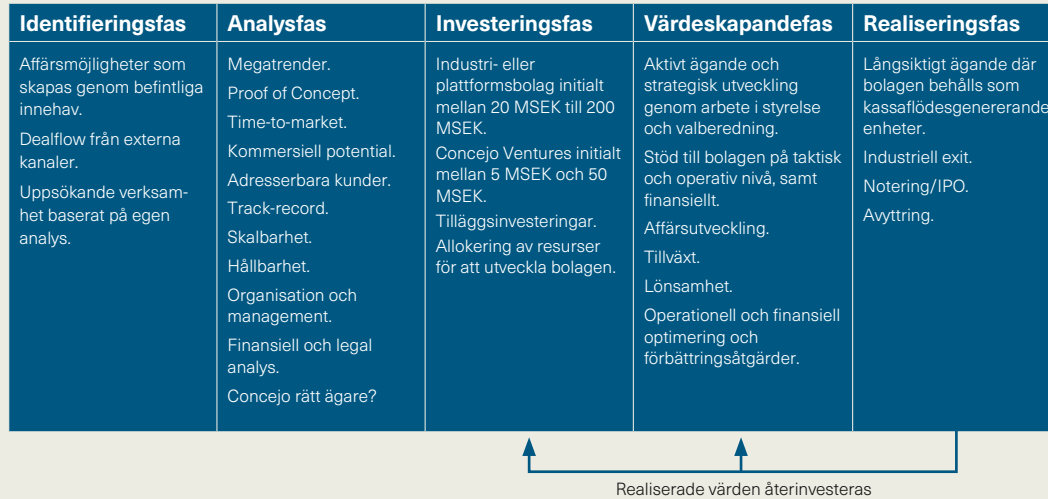 Identifieringsfas
Affärsmöjligheter som
skapas genom befintliga
innehav.
Dealflow från externa
kanaler.
Uppsökande verksam-
het baserat på egen
analys.
Analysfas
Megatrender.
Proof of Concept.
Time-to-market.
Kommersiell potential.
Adresserbara kunder.
Track-record.
Skalbarhet.
Hållbarhet.
Organisation och
management.
Finansiell och legal
analys.
Concejo rätt ägare?
Investeringsfas
Industri- eller
plattformsbolag initialt
mellan 20 MSEK till 200
MSEK.
Concejo Ventures initialt
mellan 5 MSEK och 50
MSEK.
Tilläggsinvesteringar.
Allokering av resurser
för att utveckla bolagen.
Värdeskapandefas
Aktivt ägande och
strategisk utveckling
genom arbete i styrelse
och valberedning.
Stöd till bolagen på taktisk
och operativ nivå, samt
finansiellt.
Affärsutveckling.
Tillväxt.
Lönsamhet.
Operationell och finansiell
optimering och
förbättringsåtgärder.
Realiseringsfas
Långsiktigt ägande där
bolagen behålls som
kassaflödesgenererande
enheter.
Industriell exit.
Notering/IPO.
Avyttring.
Realiserade värden återinvesteras